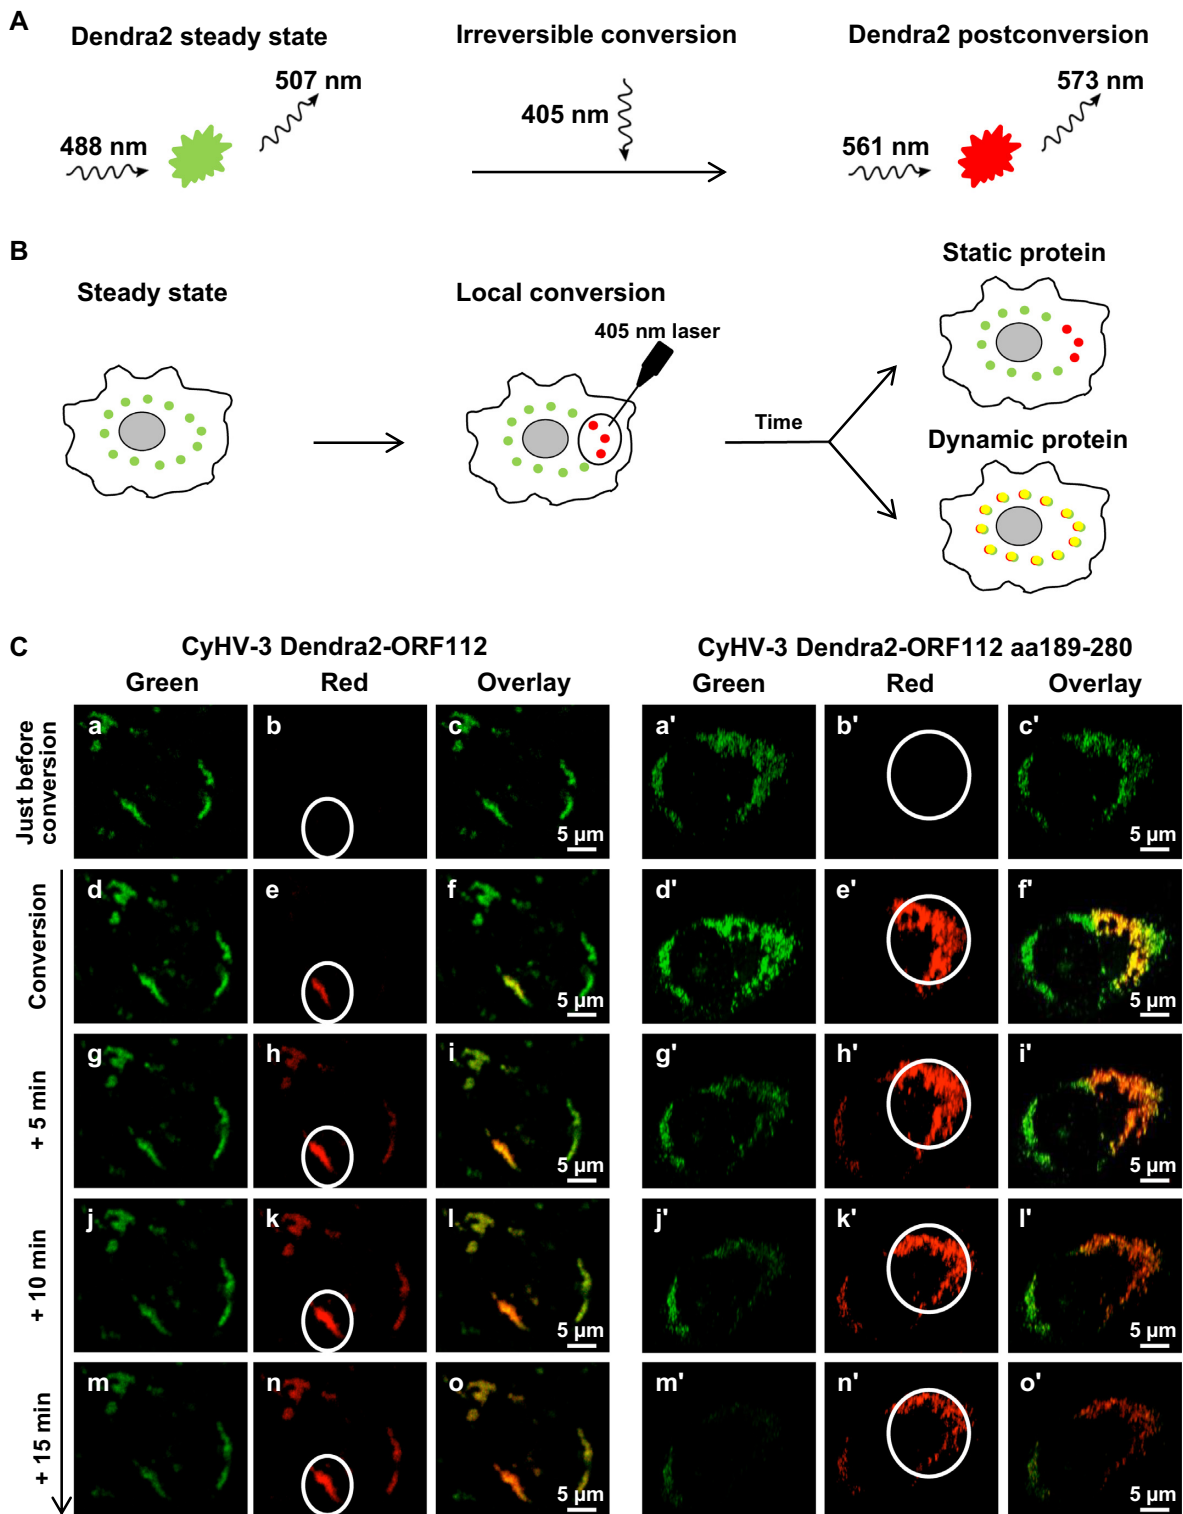 A
Dendra2 steady state
Irreversible conversion
Dendra2 postconversion
488 nm
507 nm
405 nm
561 nm
573 nm
B
Steady state
Local conversion
405 nm laser
Time
Static protein
Dynamic protein
C
CyHV-3 Dendra2-ORF112
CyHV-3 Dendra2-ORF112 aa189-280
Green
Red
Overlay
Green
Red
Overlay
Just before
conversion
a
b
c
5 µm
a'
b'
c'
5 µm
Conversion
d
e
f
5 µm
d'
e'
f'
5 µm
+ 5 min
g
h
i
5 µm
g'
h'
i'
5 µm
+ 10 min
j
k
l
5 µm
j'
k'
l'
5 µm
+ 15 min
m
n
o
5 µm
m'
n'
o'
5 µm